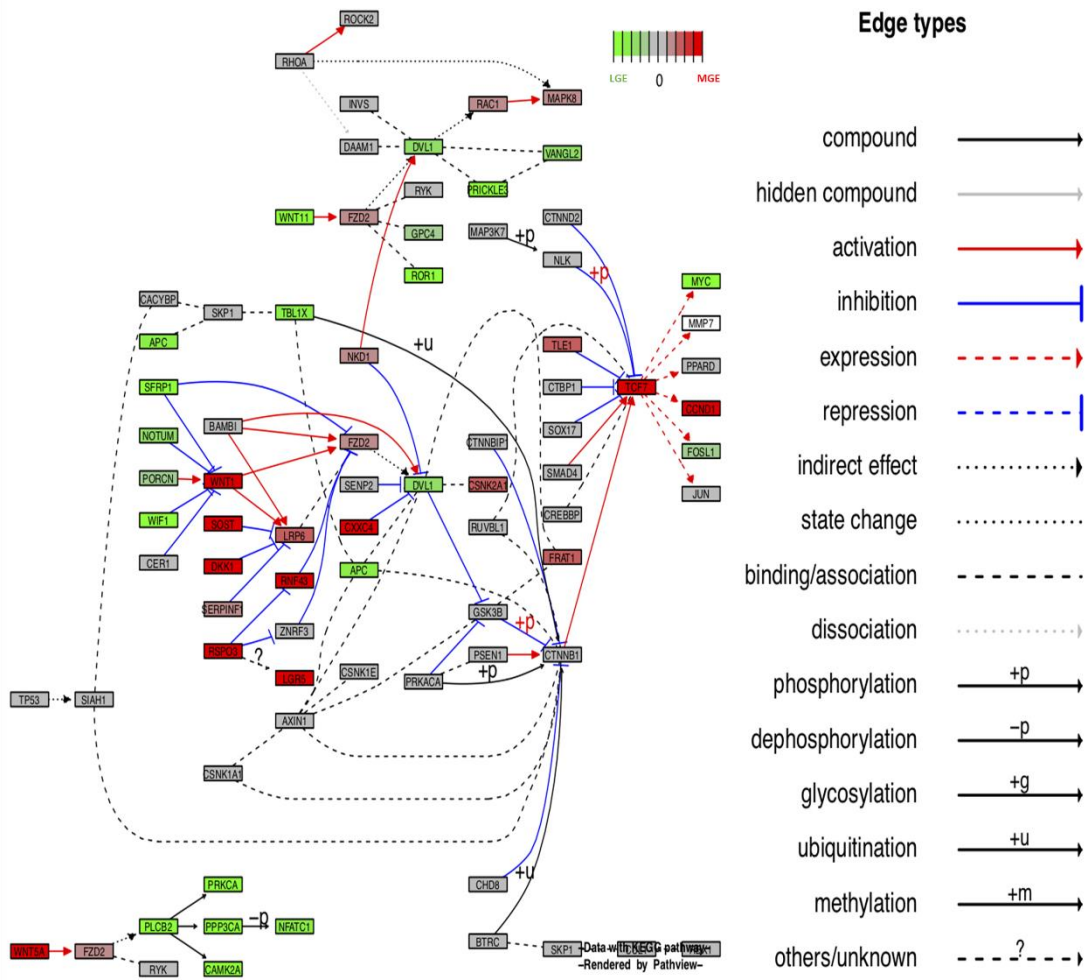 Edge types
ROCK2
RHOA
LGE 0 MGE
INVS
RAC1
MAPK8
DAAM1
DVL1
VANGL2
RYK
PRICKLE3
WNT11
FZD2
GPC4
MAP3K7
+p
CTNND2
ROR1
NLK
+p
MYC
CACYBP
SKP1
TBL1X
MMP7
APC
NKD1
+u
TLE1
PPARD
SFRP1
CTBP1
TCF7
CCND1
NOTUM
BAMBI
FZD2
CTNNBIP
SOX17
FOSL1
PORCN
WNT1
SENP2
DVL1
CSNK2A1
SMAD4
JUN
WIF1
SOST
LRP6
CXXC4
RUVBL1
CREBBP
CER1
DKK1
RNF43
APC
FRAT1
SERPINF1
ZNRF3
GSK3B
+p
RSPO3
?
LGR5
CSNK1E
PRKACA
PSEN1
+p
CTNNB1
TP53
SIAH1
AXIN1
CSNK1A1
CHD8
+u
PRKCA
PLCB2
PPP3CA
–p
NFATC1
WNT5A
FZD2
RYK
CAMK2A
BTRC
SKP1
–Data with KEGG pathway–
–Rendered by Pathview–
compound
hidden compound
activation
inhibition
expression
repression
indirect effect
state change
binding/association
dissociation
phosphorylation +p
dephosphorylation –p
glycosylation +g
ubiquitination +u
methylation +m
others/unknown ?